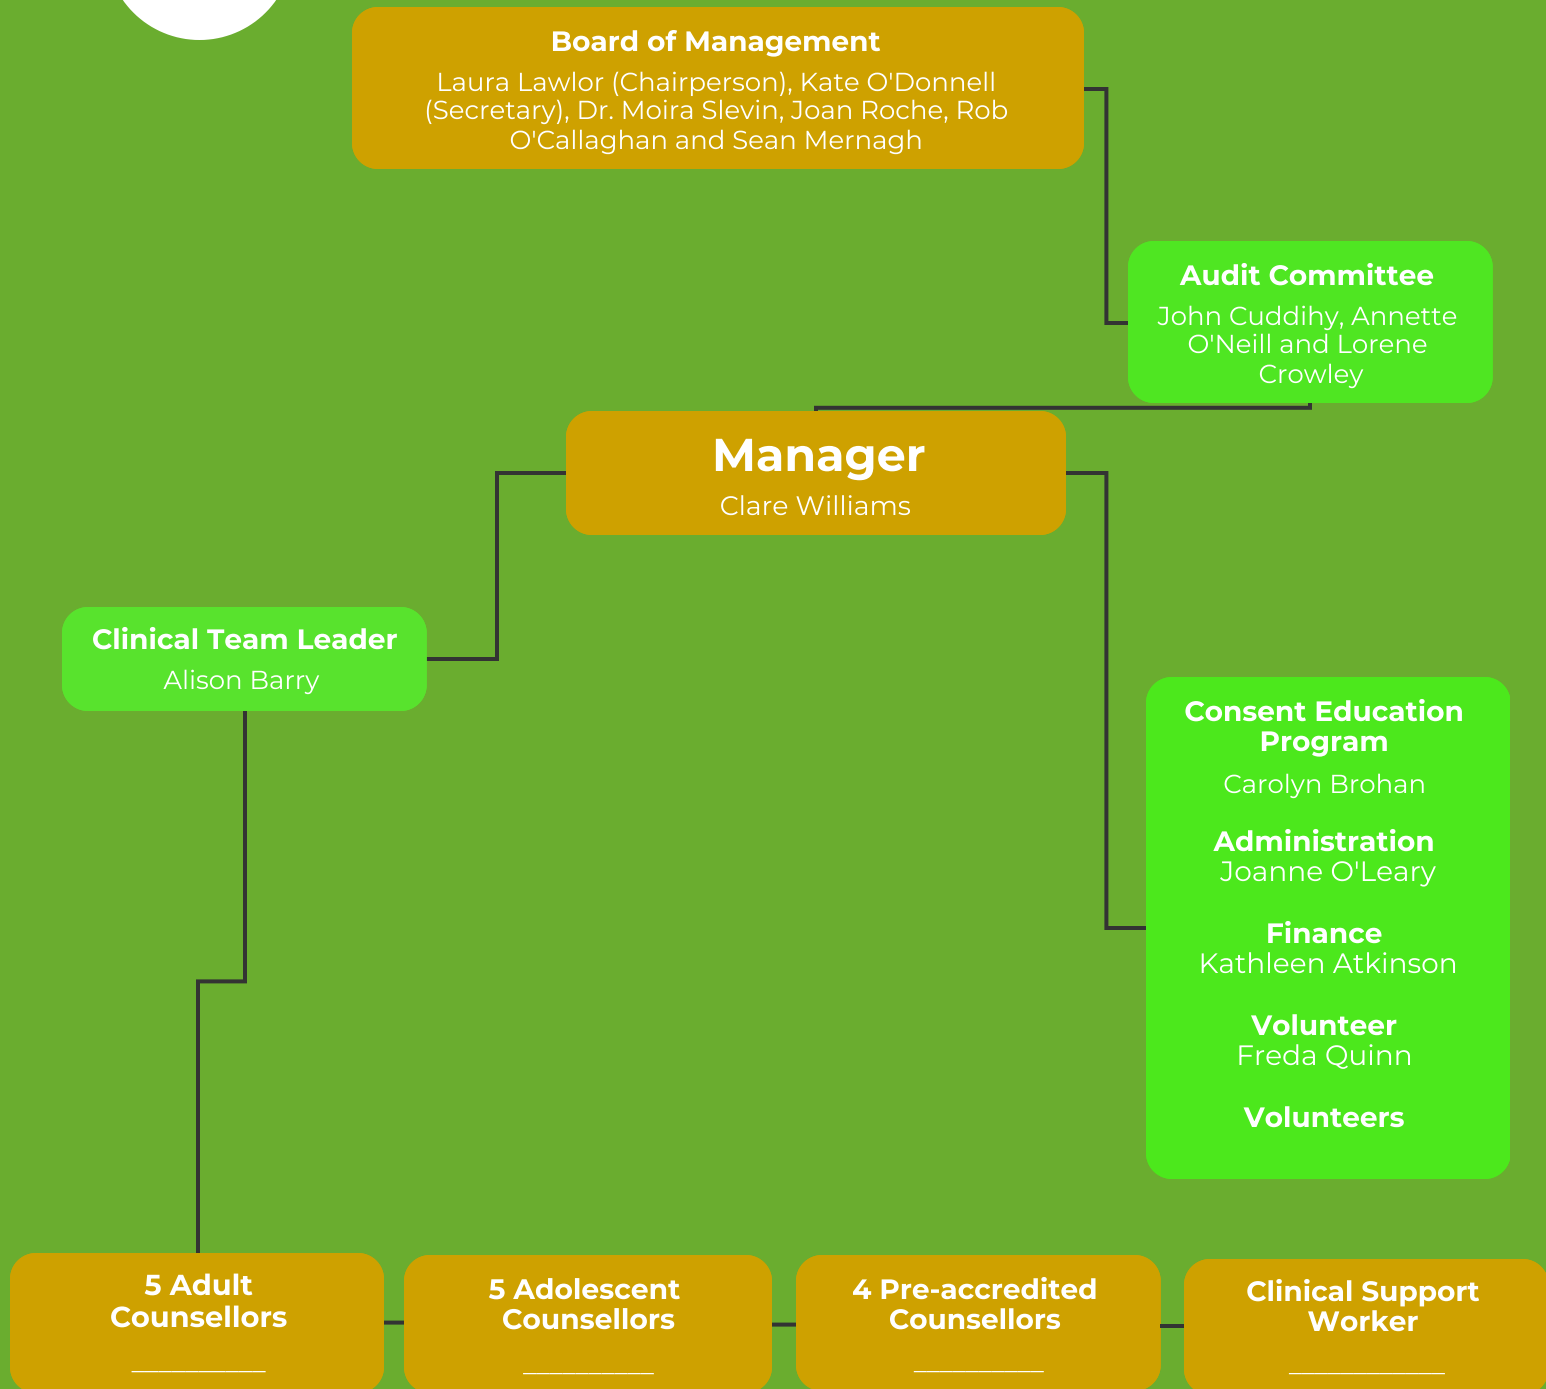 Board of Management
Laura Lawlor (Chairperson), Kate O'Donnell
(Secretary), Dr. Moira Slevin, Joan Roche, Rob
O'Callaghan and Sean Mernagh
Audit Committee
John Cuddihy, Annette
O'Neill and Lorene
Crowley
Manager
Clare Williams
Clinical Team Leader
Alison Barry
Consent Education
Program
Carolyn Brohan
Administration
Joanne O'Leary
Finance
Kathleen Atkinson
Volunteer
Freda Quinn
Volunteers
5 Adult
Counsellors
5 Adolescent
Counsellors
4 Pre-accredited
Counsellors
Clinical Support
Worker